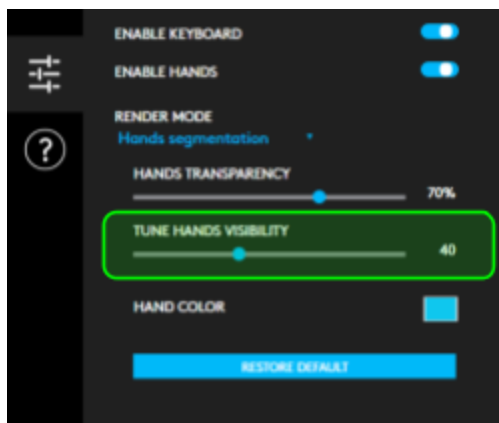 ENABLE KEYBOARD
ENABLE HANDS
RENDER MODE
Hands segmentation
HANDS TRANSPARENCY
70%
TUNE HANDS VISIBILITY
40
HAND COLOR
RESTORE DEFAULT
?